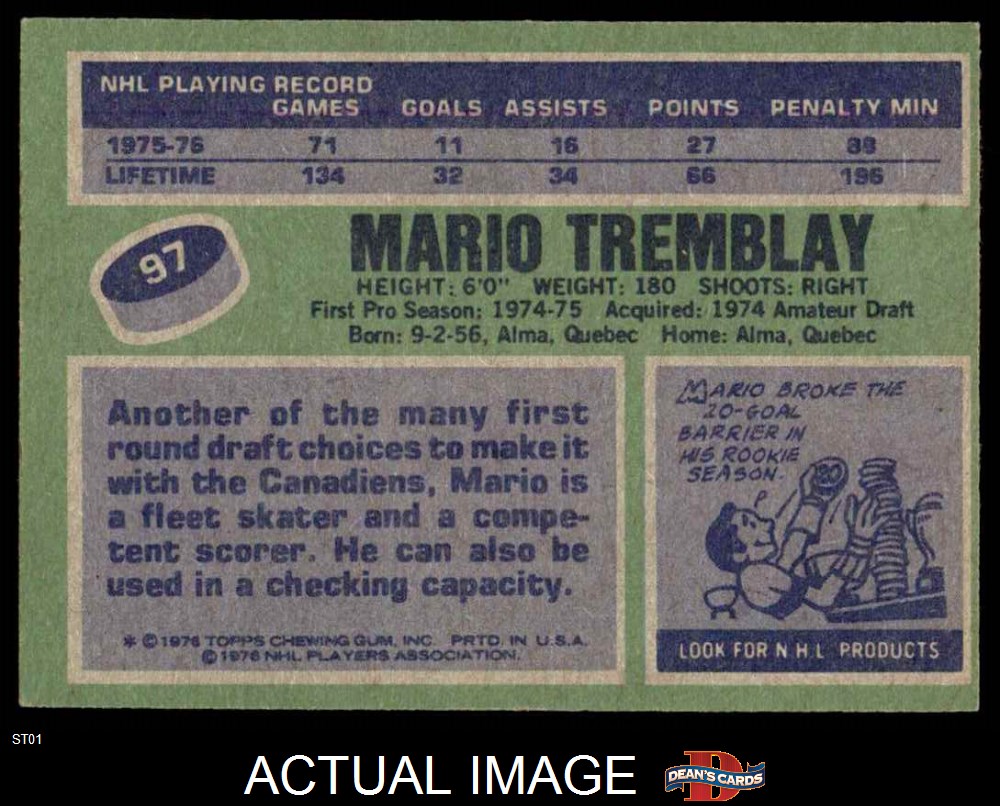 NHL PLAYING RECORD
GAMES GOALS ASSISTS POINTS PENALTY MIN
1975-76 71 11 16 27 88
LIFETIME 134 32 34 66 196
97
MARIO TREMBLAY
HEIGHT: 6'0" WEIGHT: 180 SHOOTS: RIGHT
First Pro Season: 1974-75 Acquired: 1974 Amateur Draft
Born: 9-2-56, Alma, Quebec Home: Alma, Quebec
Another of the many first
round draft choices to make it
with the Canadiens, Mario is
a fleet skater and a compe-
tent scorer. He can also be
used in a checking capacity.
* © 1976 TOPPS CHEWING GUM, INC. PRTD. IN U.S.A.
© 1976 NHL PLAYERS ASSOCIATION.
MARIO BROKE THE
20-GOAL
BARRIER IN
HIS ROOKIE
SEASON.
20
LOOK FOR N H L PRODUCTS
ST01
ACTUAL IMAGE
D
DEAN'S CARDS